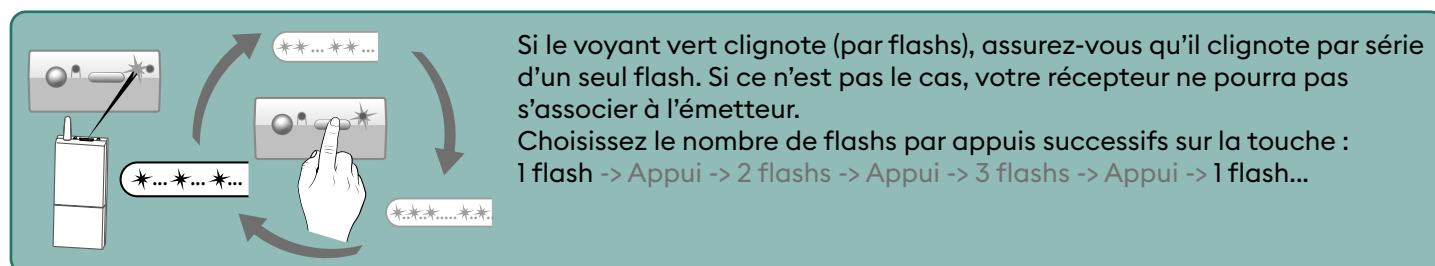 Si le voyant vert clignote (par flashs), assurez-vous qu’il clignote par série
d’un seul flash. Si ce n’est pas le cas, votre récepteur ne pourra pas
s’associer à l’émetteur.
Choisissez le nombre de flashs par appuis successifs sur la touche :
1 flash -> Appui -> 2 flashs -> Appui -> 3 flashs -> Appui -> 1 flash...